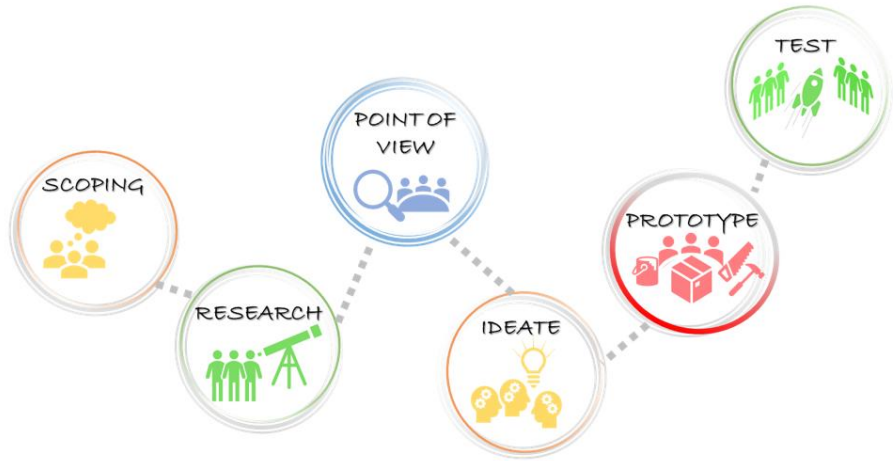 SCOPING
RESEARCH
POINT OF
VIEW
IDEATE
PROTOTYPE
TEST